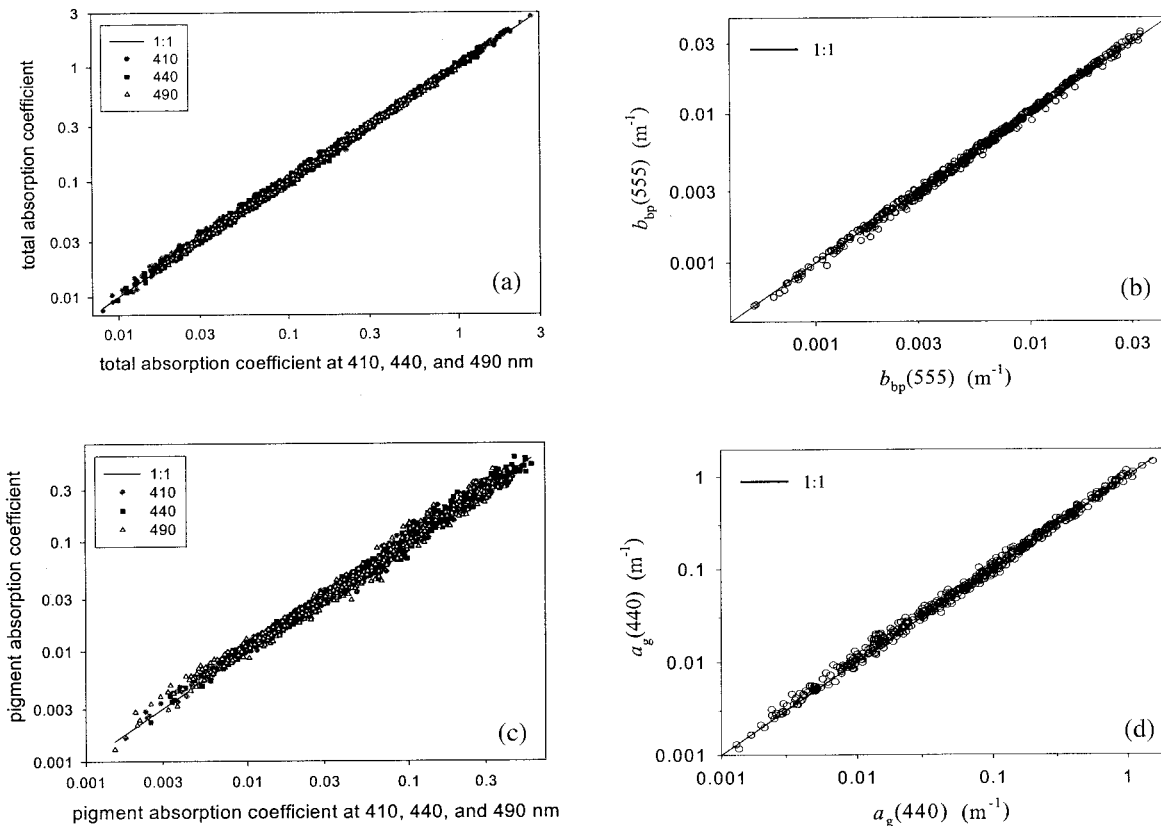 3
1
0.3
0.1
0.03
0.01
total absorption coefficient
1:1
410
440
490
(a)
0.01 0.03 0.1 0.3 1 3
total absorption coefficient at 410, 440, and 490 nm
0.03
0.01
0.003
0.001
b_bp(555) (m⁻¹)
1:1
(b)
0.001 0.003 0.01 0.03
b_bp(555) (m⁻¹)
0.3
0.1
0.03
0.01
0.003
0.001
pigment absorption coefficient
1:1
410
440
490
(c)
0.001 0.003 0.01 0.03 0.1 0.3
pigment absorption coefficient at 410, 440, and 490 nm
1
0.1
0.01
0.001
a_g(440) (m⁻¹)
1:1
(d)
0.001 0.01 0.1 1
a_g(440) (m⁻¹)